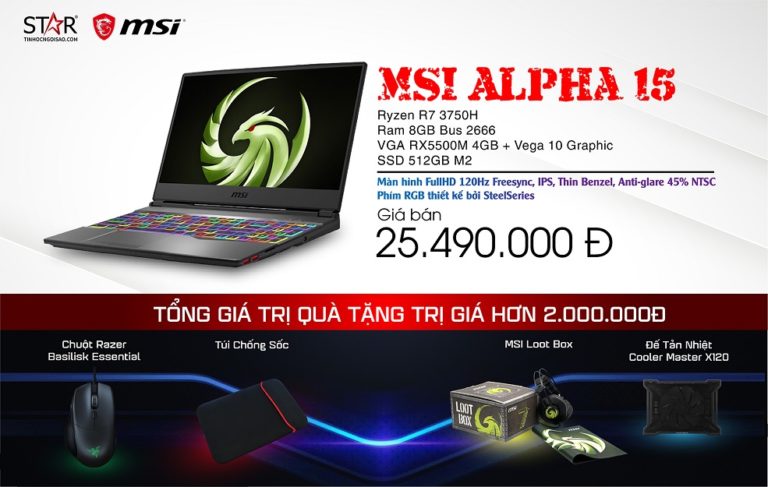 STAR
TINHOCNGOISAO.COM
msi
MSI ALPHA 15
Ryzen R7 3750H
Ram 8GB Bus 2666
VGA RX5500M 4GB + Vega 10 Graphic
SSD 512GB M2
Màn hình FullHD 120Hz Freesync, IPS, Thin Benzel, Anti-glare 45% NTSC
Phím RGB thiết kế bởi SteelSeries
Giá bán
25.490.000 Đ
msi
TỔNG GIÁ TRỊ QUÀ TẶNG TRỊ GIÁ HƠN 2.000.000Đ
Chuột Razer
Basilisk Essential
Túi Chống Sốc
MSI Loot Box
Đế Tản Nhiệt
Cooler Master X120
LOOT
BOX